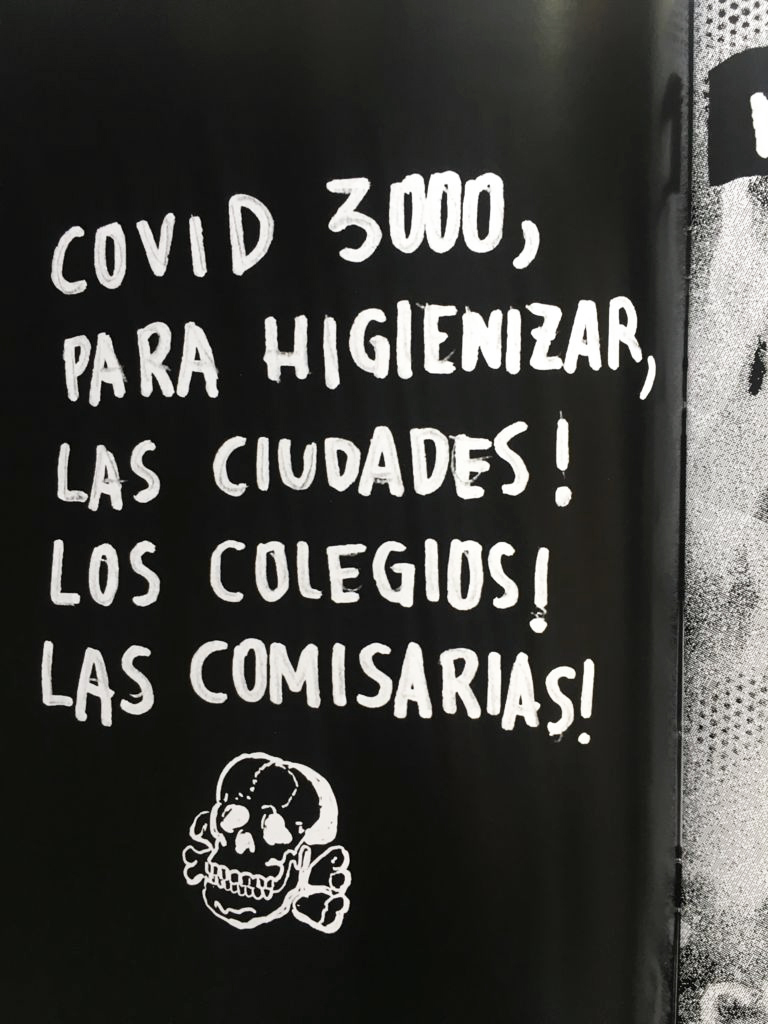 COVID 3000,
PARA HIGIENIZAR,
LAS CIUDADES!
LOS COLEGIOS!
LAS COMISARIAS!